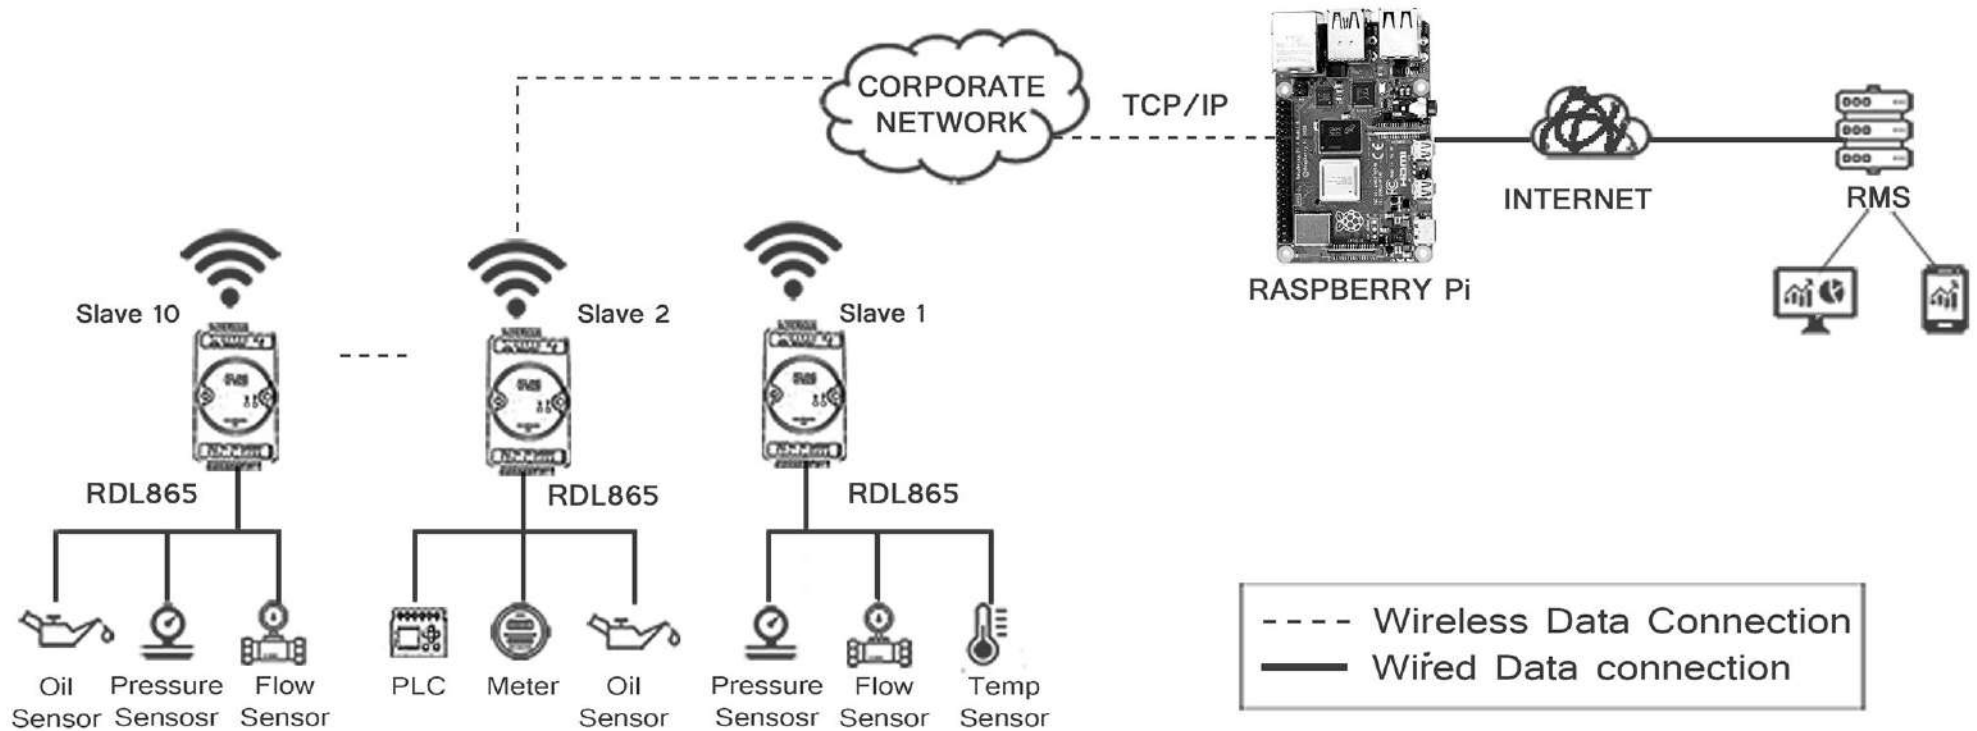 CORPORATE
NETWORK
TCP/IP
INTERNET
RMS
RASPBERRY Pi
HDMI
Slave 10
Slave 2
Slave 1
RDL865
RDL865
RDL865
Oil
Sensor
Pressure
Sensosr
Flow
Sensor
PLC
Meter
Oil
Sensor
Pressure
Sensosr
Flow
Sensor
Temp
Sensor
Wireless Data Connection
Wired Data connection